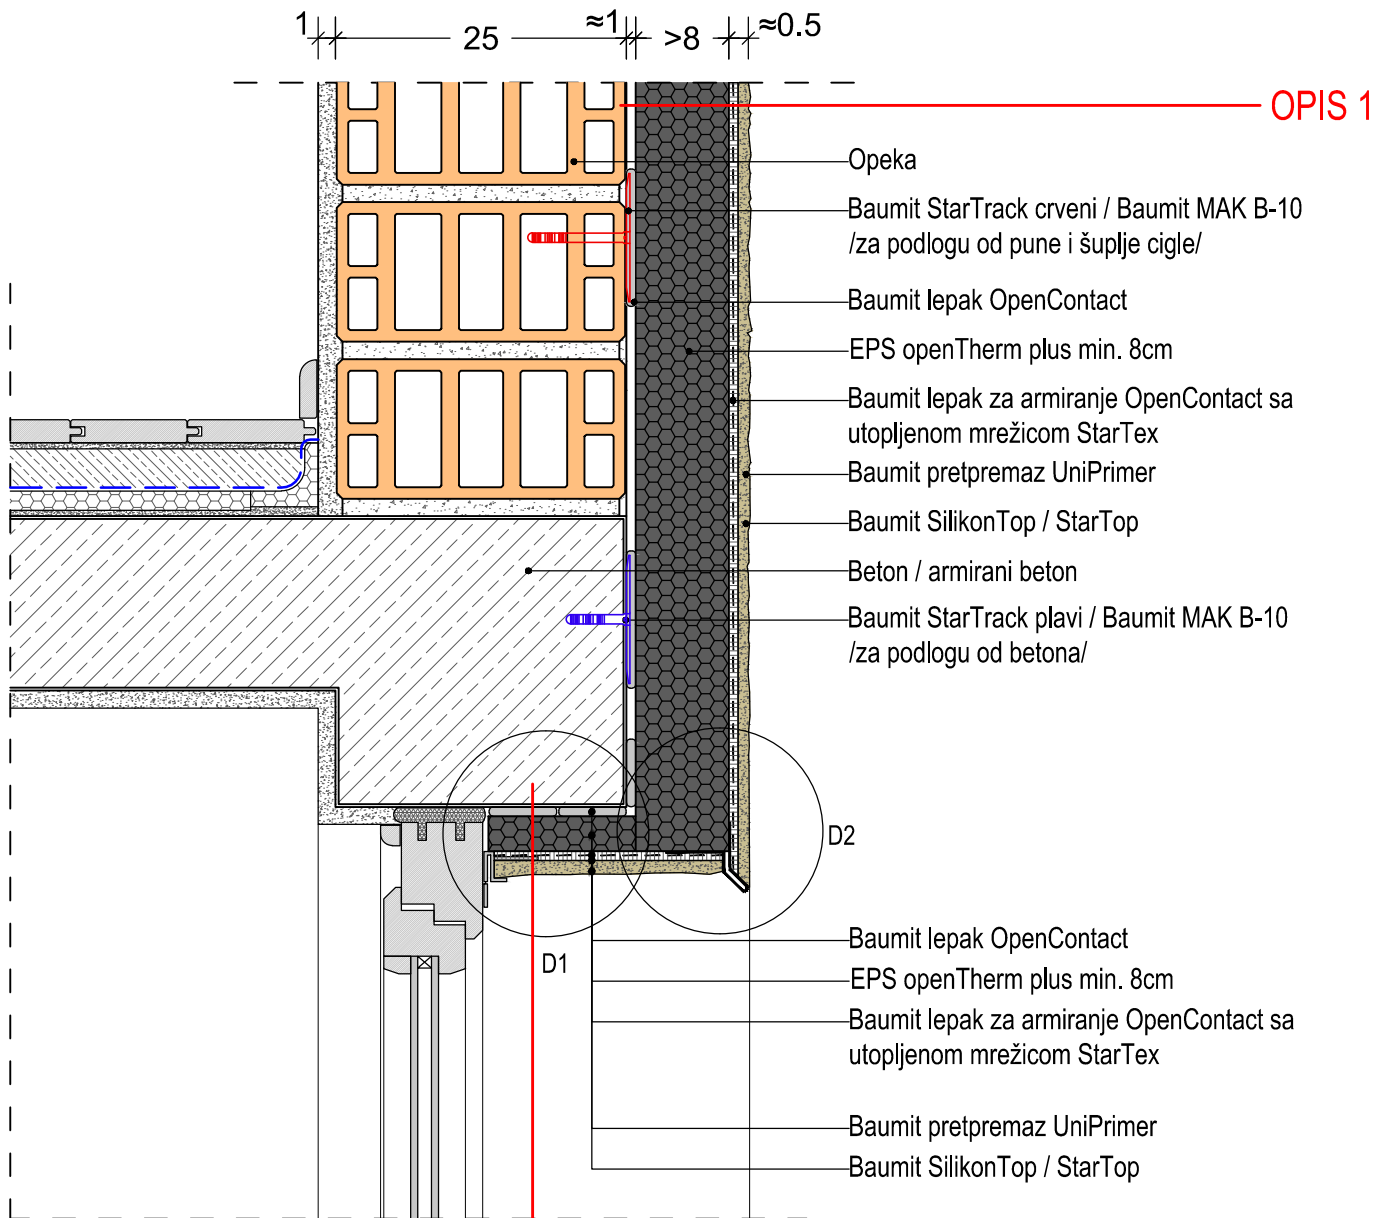 1 25 ≈1 >8 ≈0.5
OPIS 1
Opeka
Baumit StarTrack crveni / Baumit MAK B-10
/za podlogu od pune i šuplje cigle/
Baumit lepak OpenContact
EPS openTherm plus min. 8cm
Baumit lepak za armiranje OpenContact sa
utopljenom mrežicom StarTex
Baumit pretpremaz UniPrimer
Baumit SilikonTop / StarTop
Beton / armirani beton
Baumit StarTrack plavi / Baumit MAK B-10
/za podlogu od betona/
D2
D1
Baumit lepak OpenContact
EPS openTherm plus min. 8cm
Baumit lepak za armiranje OpenContact sa
utopljenom mrežicom StarTex
Baumit pretpremaz UniPrimer
Baumit SilikonTop / StarTop